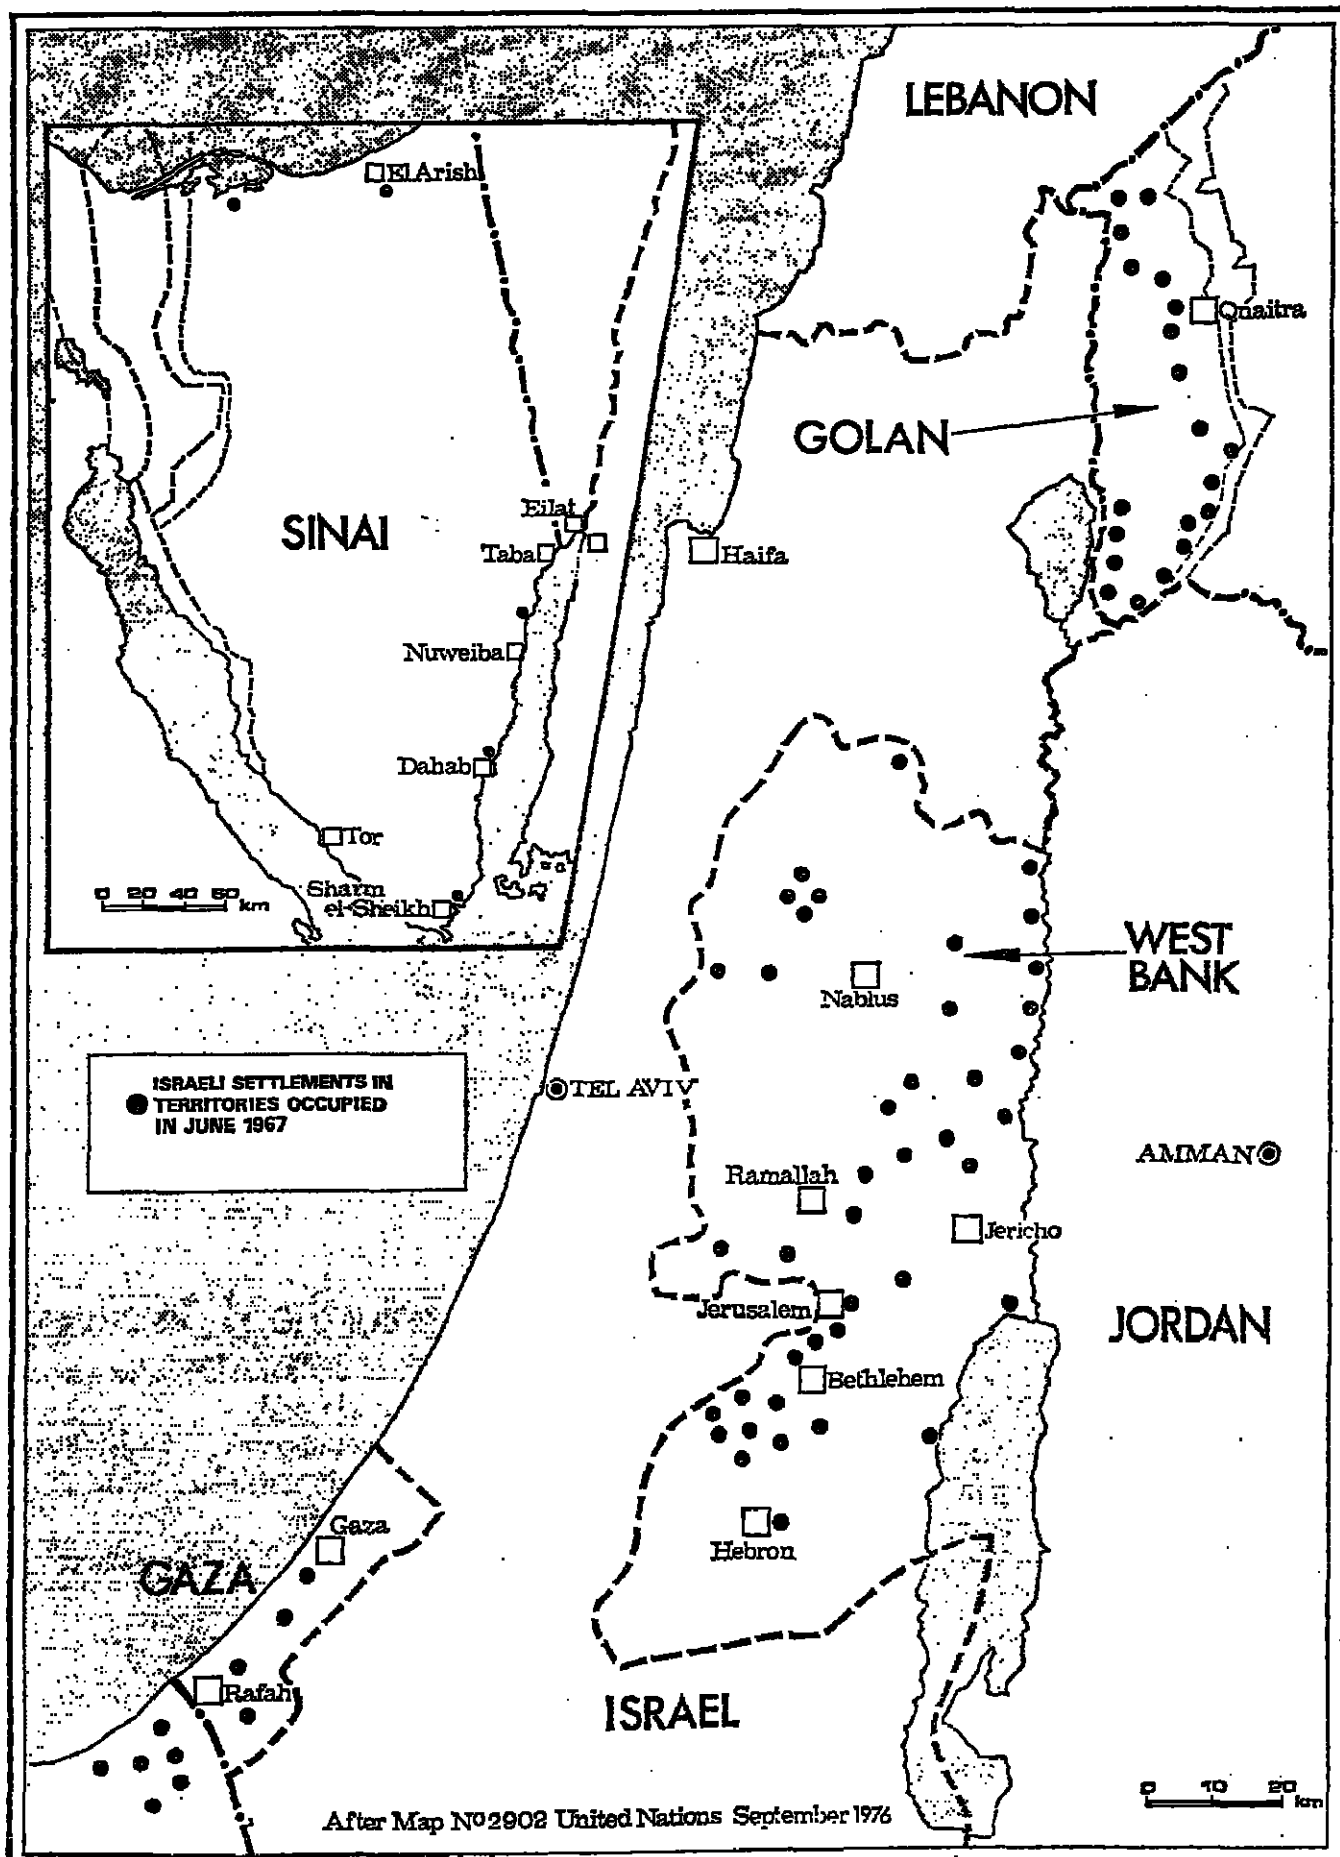 LEBANON
El Arish
Qnaitra
GOLAN
SINAI
Eilat
Taba
Haifa
Nuweiba
Dahab
Tor
Sharm
el-Sheikh
0 20 40 60
km
WEST
BANK
Nablus
ISRAELI SETTLEMENTS IN
TERRITORIES OCCUPIED
IN JUNE 1967
TEL AVIV
AMMAN
Ramallah
Jericho
Jerusalem
JORDAN
Bethlehem
Gaza
Hebron
GAZA
Rafah
ISRAEL
0 10 20
km
After Map No 2902 United Nations September 1976